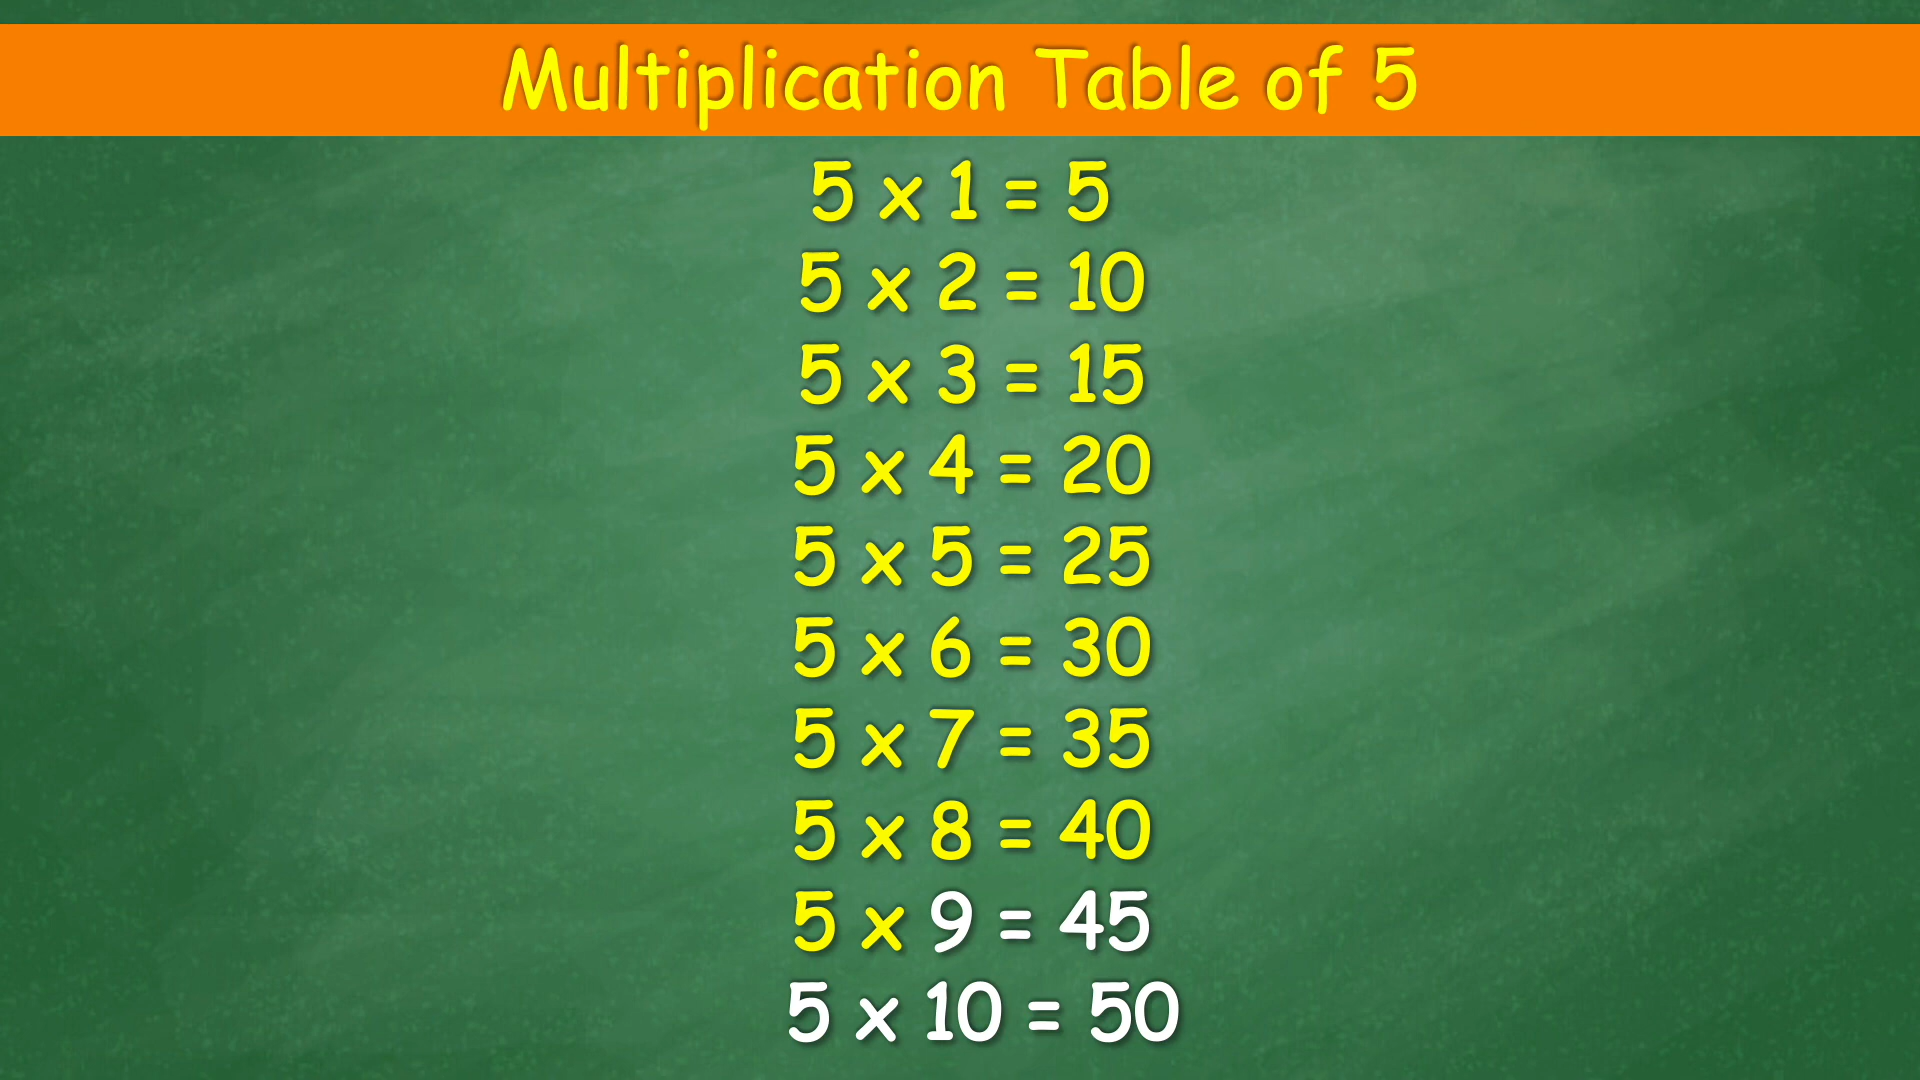 Multiplication Table of 5
5 x 1 = 5
5 x 2 = 10
5 x 3 = 15
5 x 4 = 20
5 x 5 = 25
5 x 6 = 30
5 x 7 = 35
5 x 8 = 40
5 x 9 = 45
5 x 10 = 50